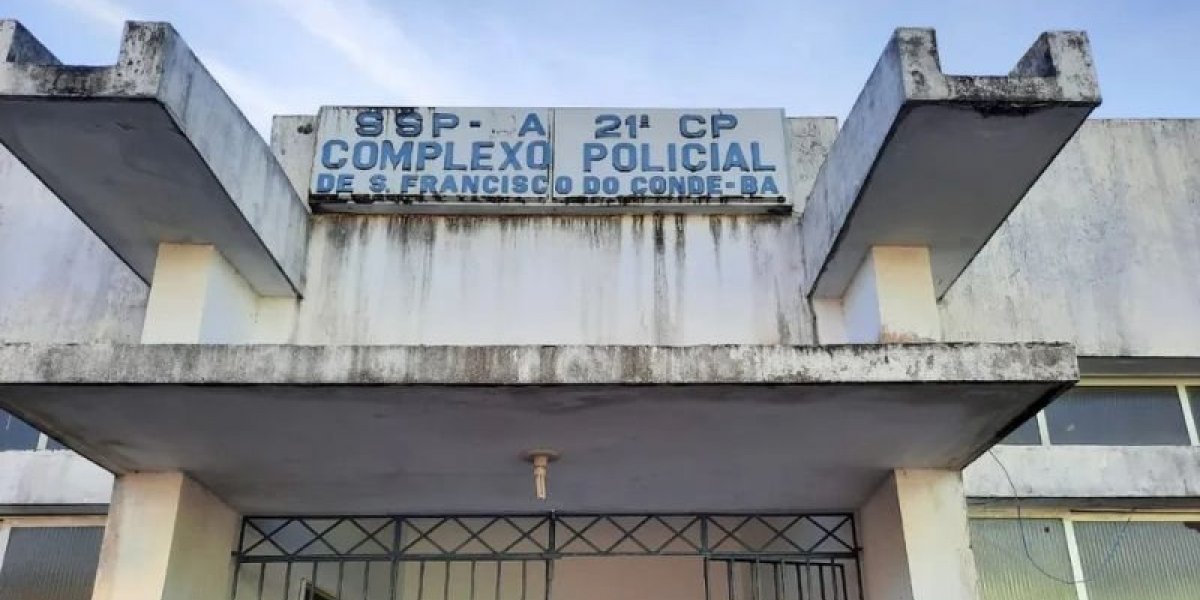 SSP- A 21ª CP
COMPLEXO POLICIAL
DE S. FRANCISCO DO CONDE-BA